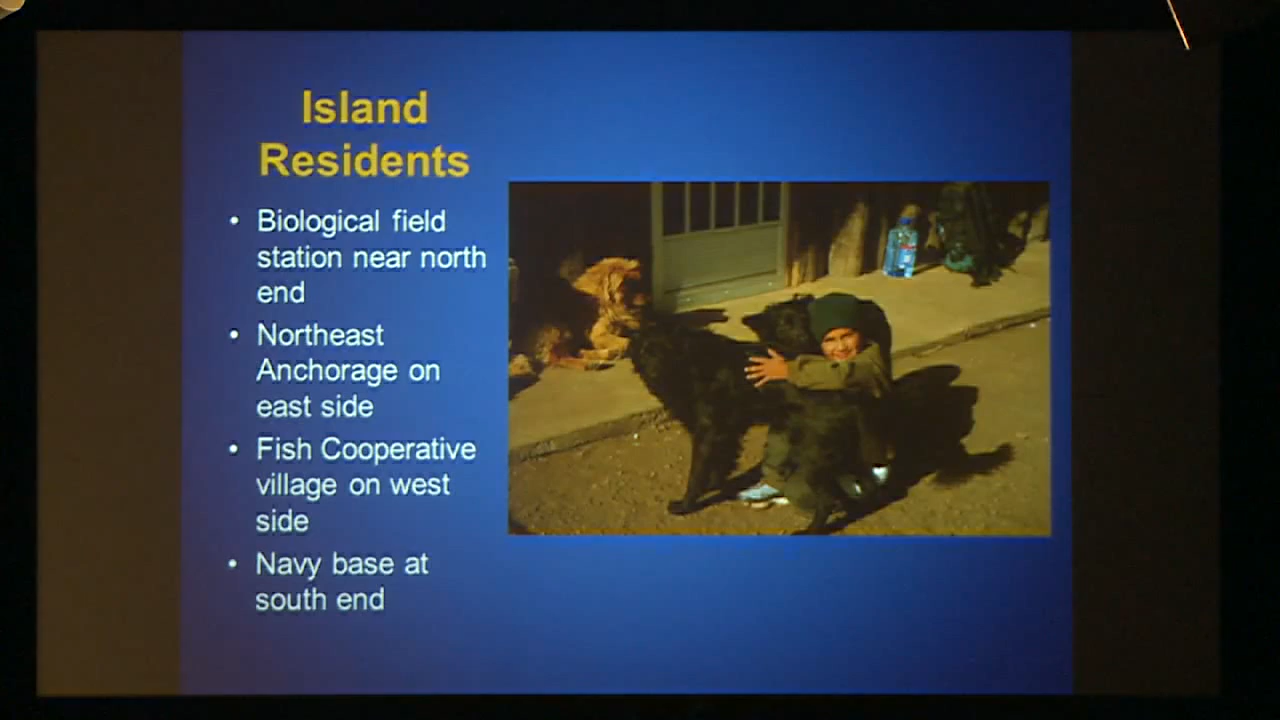 Island
Residents
• Biological field
station near north
end
• Northeast
Anchorage on
east side
• Fish Cooperative
village on west
side
• Navy base at
south end